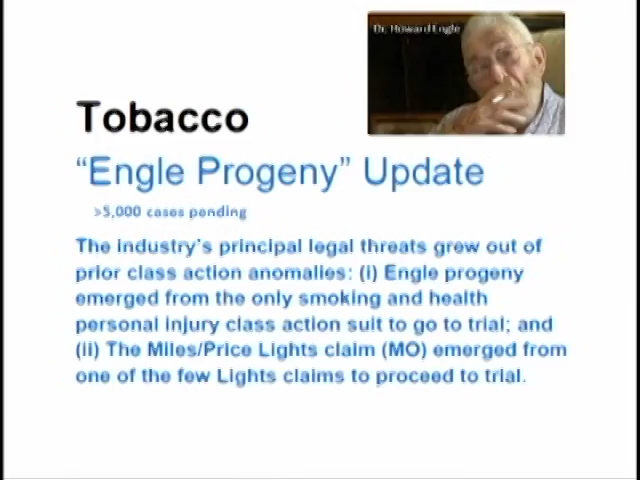 Dr. Howard Engle
Tobacco
“Engle Progeny” Update
>5,000 cases pending
The industry's principal legal threats grew out of
prior class action anomalies: (i) Engle progeny
emerged from the only smoking and health
personal injury class action suit to go to trial; and
(ii) The Miles/Price Lights claim (MO) emerged from
one of the few Lights claims to proceed to trial.